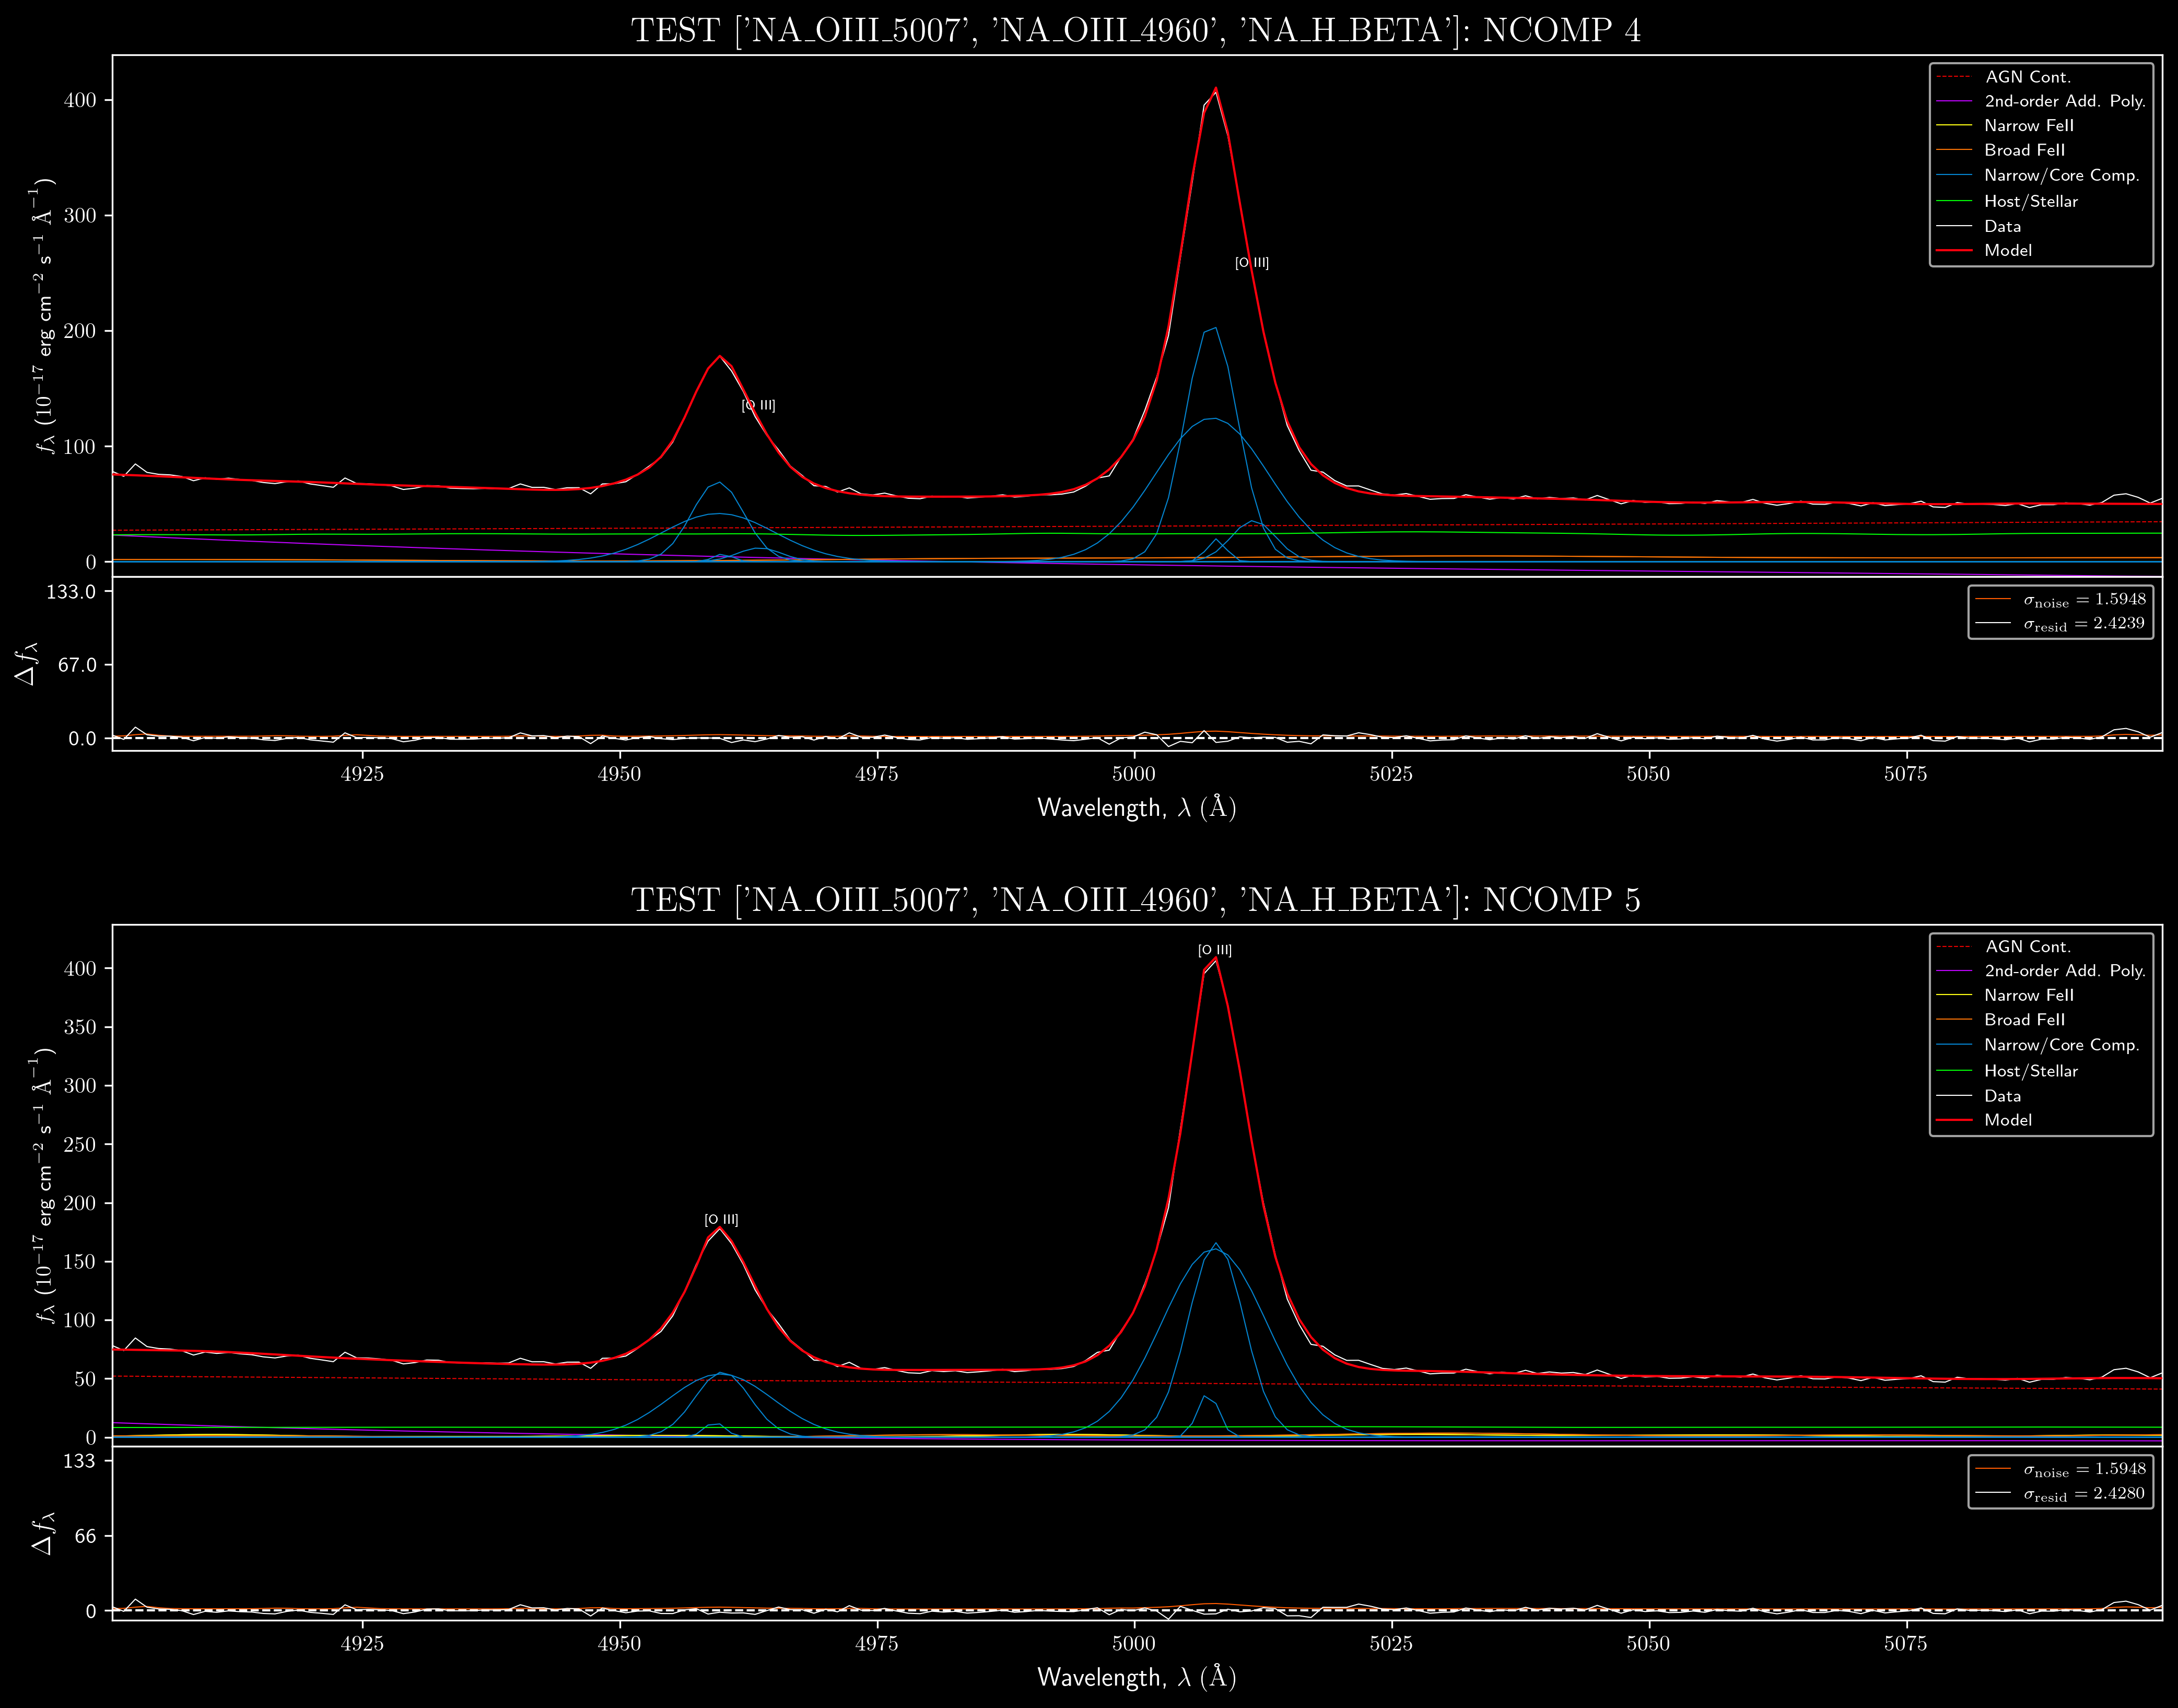 TEST ['NA_OIII_5007', 'NA_OIII_4960', 'NA_H_BETA']: NCOMP 4
AGN Cont.
2nd-order Add. Poly.
Narrow FeII
Broad FeII
Narrow/Core Comp.
Host/Stellar
Data
Model
400
300
200
100
0
fλ (10⁻¹⁷ erg cm⁻² s⁻¹ Å⁻¹)
[O III]
[O III]
133.0
67.0
0.0
Δfλ
σnoise = 1.5948
σresid = 2.4239
4925 4950 4975 5000 5025 5050 5075
Wavelength, λ (Å)
TEST ['NA_OIII_5007', 'NA_OIII_4960', 'NA_H_BETA']: NCOMP 5
AGN Cont.
2nd-order Add. Poly.
Narrow FeII
Broad FeII
Narrow/Core Comp.
Host/Stellar
Data
Model
400
350
300
250
200
150
100
50
0
fλ (10⁻¹⁷ erg cm⁻² s⁻¹ Å⁻¹)
[O III]
[O III]
133
66
0
Δfλ
σnoise = 1.5948
σresid = 2.4280
4925 4950 4975 5000 5025 5050 5075
Wavelength, λ (Å)